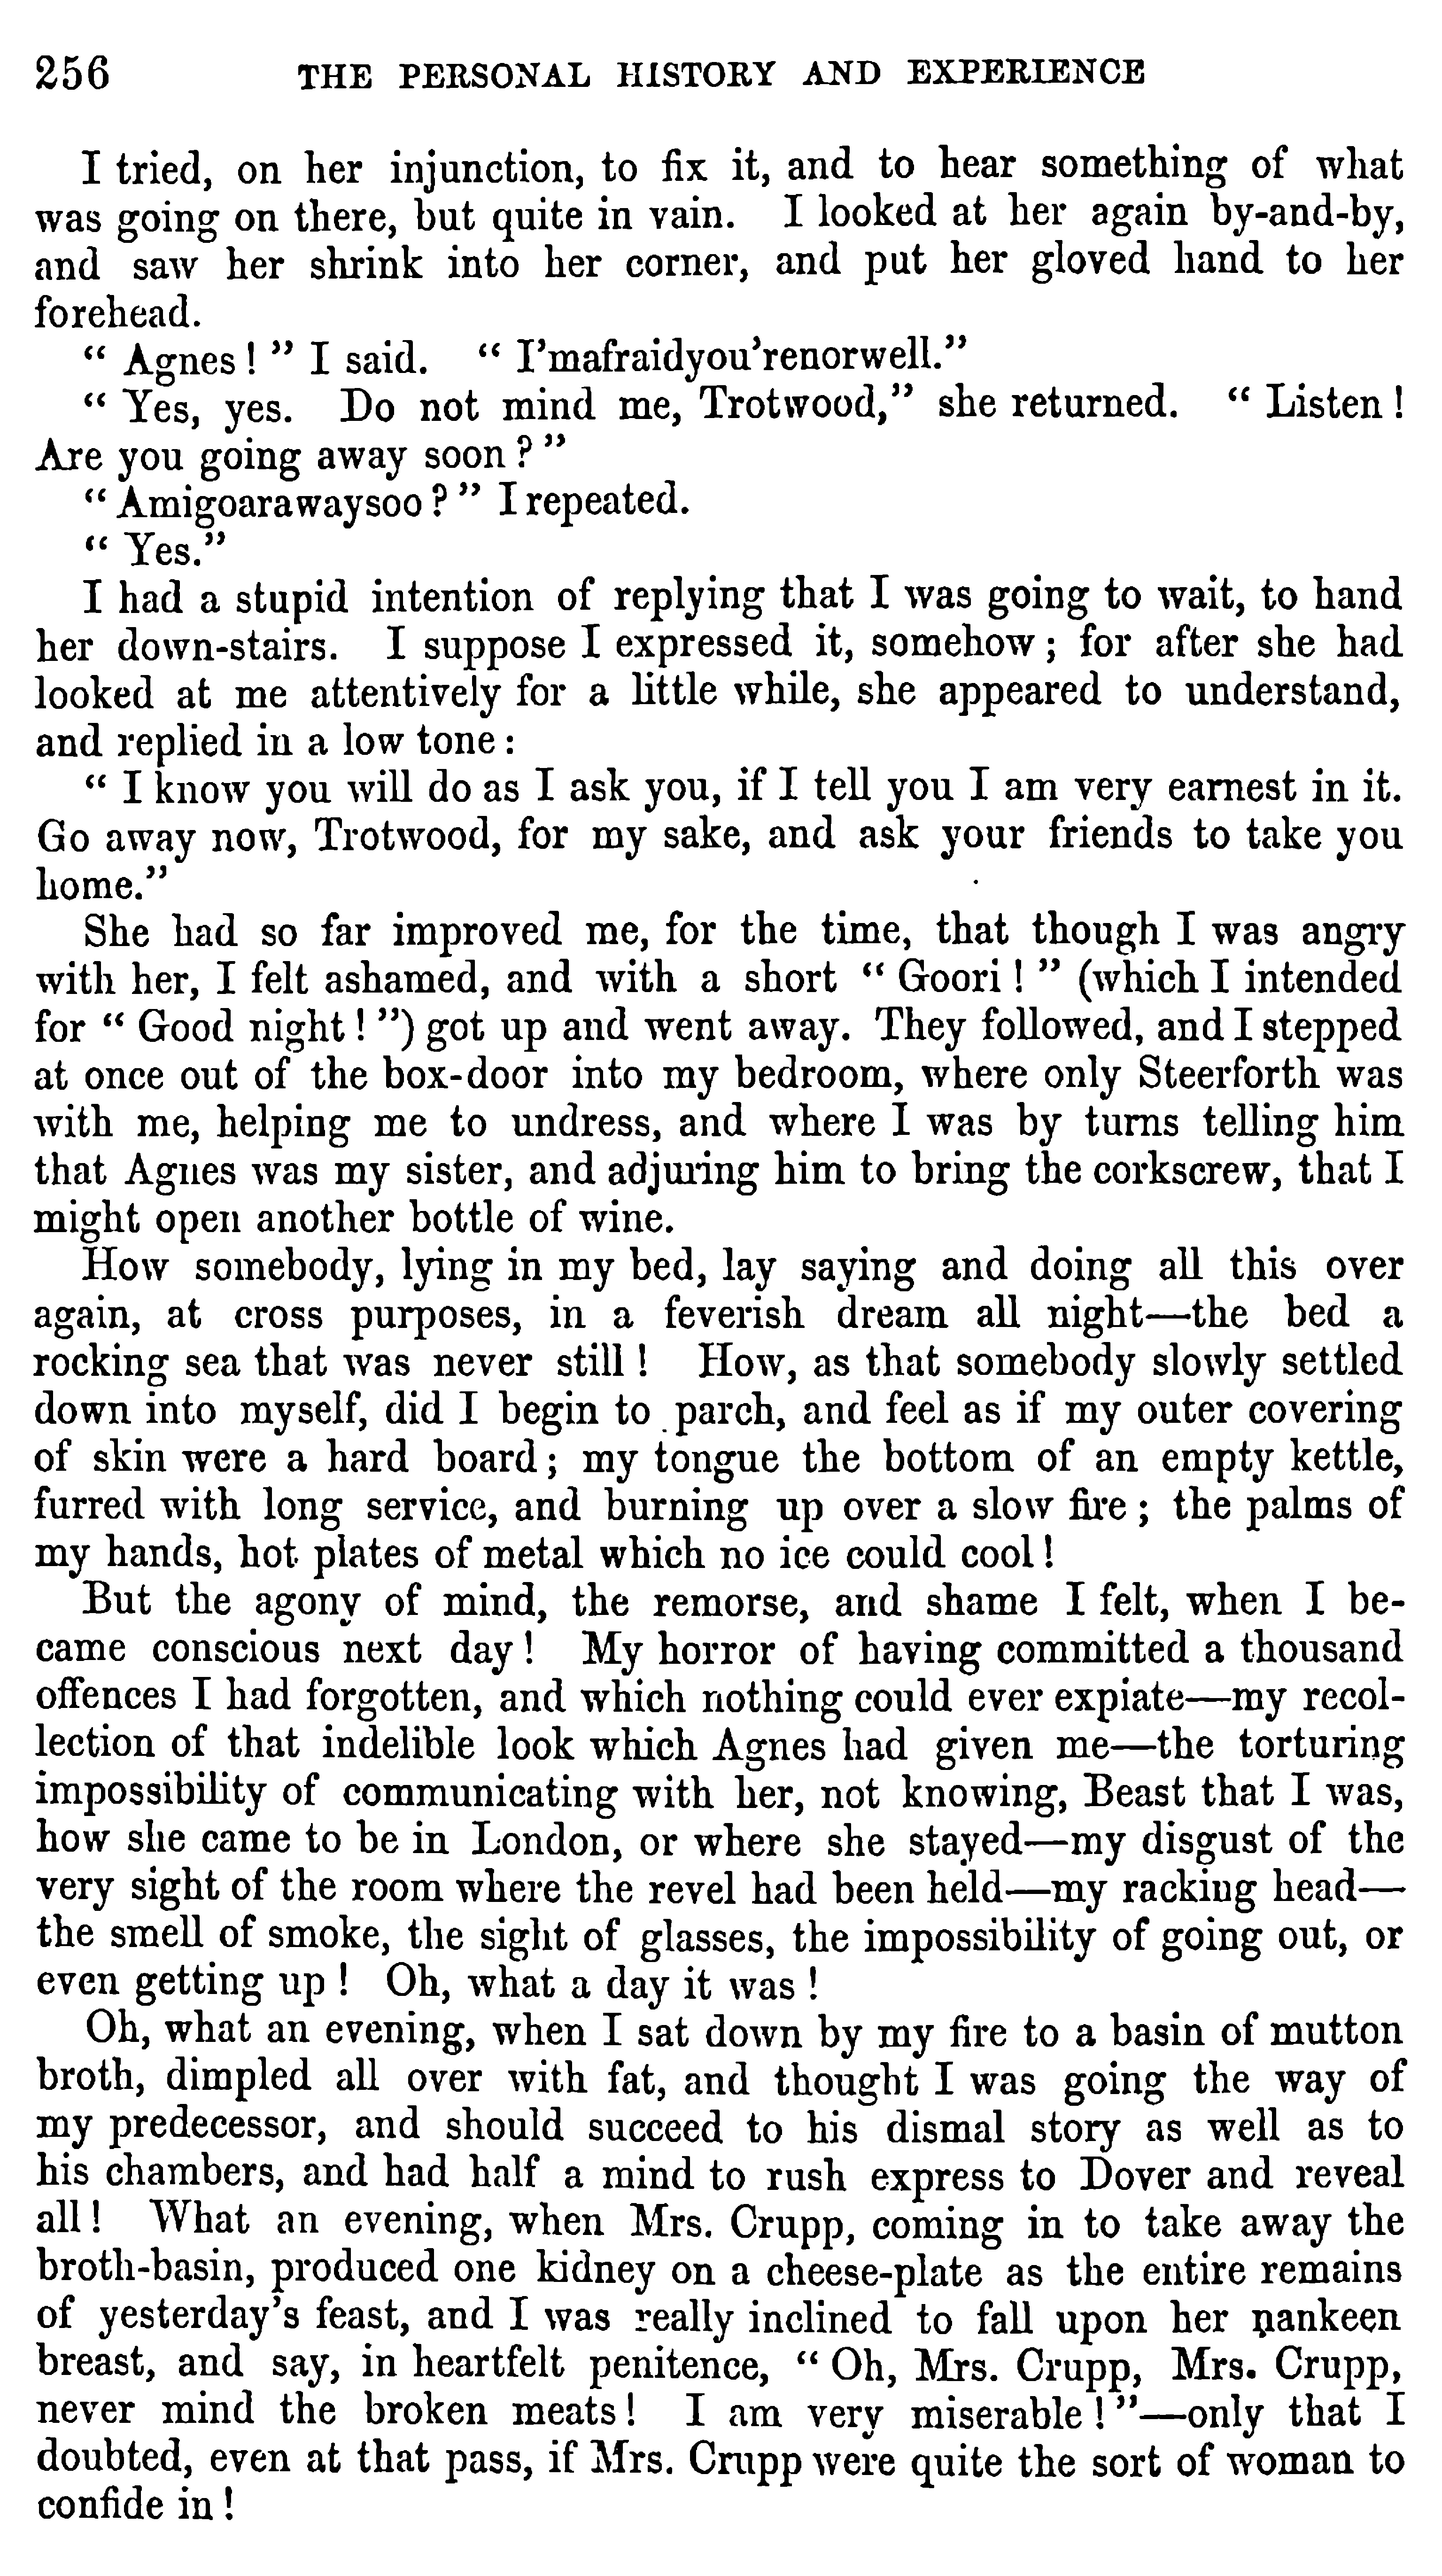 256 THE PERSONAL HISTORY AND EXPERIENCE
I tried, on her injunction, to fix it, and to hear something of what
was going on there, but quite in vain. I looked at her again by-and-by,
and saw her shrink into her corner, and put her gloved hand to her
forehead.
“ Agnes ! ” I said. “ I’mafraidyou’renorwell.”
“ Yes, yes. Do not mind me, Trotwood,” she returned. “ Listen !
Are you going away soon ? ”
“ Amigoarawaysoo ? ” I repeated.
“ Yes.”
I had a stupid intention of replying that I was going to wait, to hand
her down-stairs. I suppose I expressed it, somehow ; for after she had
looked at me attentively for a little while, she appeared to understand,
and replied in a low tone :
“ I know you will do as I ask you, if I tell you I am very earnest in it.
Go away now, Trotwood, for my sake, and ask your friends to take you
home.”
She had so far improved me, for the time, that though I was angry
with her, I felt ashamed, and with a short “ Goori ! ” (which I intended
for “ Good night ! ”) got up and went away. They followed, and I stepped
at once out of the box-door into my bedroom, where only Steerforth was
with me, helping me to undress, and where I was by turns telling him
that Agnes was my sister, and adjuring him to bring the corkscrew, that I
might open another bottle of wine.
How somebody, lying in my bed, lay saying and doing all this over
again, at cross purposes, in a feverish dream all night—the bed a
rocking sea that was never still ! How, as that somebody slowly settled
down into myself, did I begin to parch, and feel as if my outer covering
of skin were a hard board ; my tongue the bottom of an empty kettle,
furred with long service, and burning up over a slow fire ; the palms of
my hands, hot plates of metal which no ice could cool !
But the agony of mind, the remorse, and shame I felt, when I be-
came conscious next day ! My horror of having committed a thousand
offences I had forgotten, and which nothing could ever expiate—my recol-
lection of that indelible look which Agnes had given me—the torturing
impossibility of communicating with her, not knowing, Beast that I was,
how she came to be in London, or where she stayed—my disgust of the
very sight of the room where the revel had been held—my racking head—
the smell of smoke, the sight of glasses, the impossibility of going out, or
even getting up ! Oh, what a day it was !
Oh, what an evening, when I sat down by my fire to a basin of mutton
broth, dimpled all over with fat, and thought I was going the way of
my predecessor, and should succeed to his dismal story as well as to
his chambers, and had half a mind to rush express to Dover and reveal
all ! What an evening, when Mrs. Crupp, coming in to take away the
broth-basin, produced one kidney on a cheese-plate as the entire remains
of yesterday’s feast, and I was really inclined to fall upon her nankeen
breast, and say, in heartfelt penitence, “ Oh, Mrs. Crupp, Mrs. Crupp,
never mind the broken meats ! I am very miserable ! ”—only that I
doubted, even at that pass, if Mrs. Crupp were quite the sort of woman to
confide in !